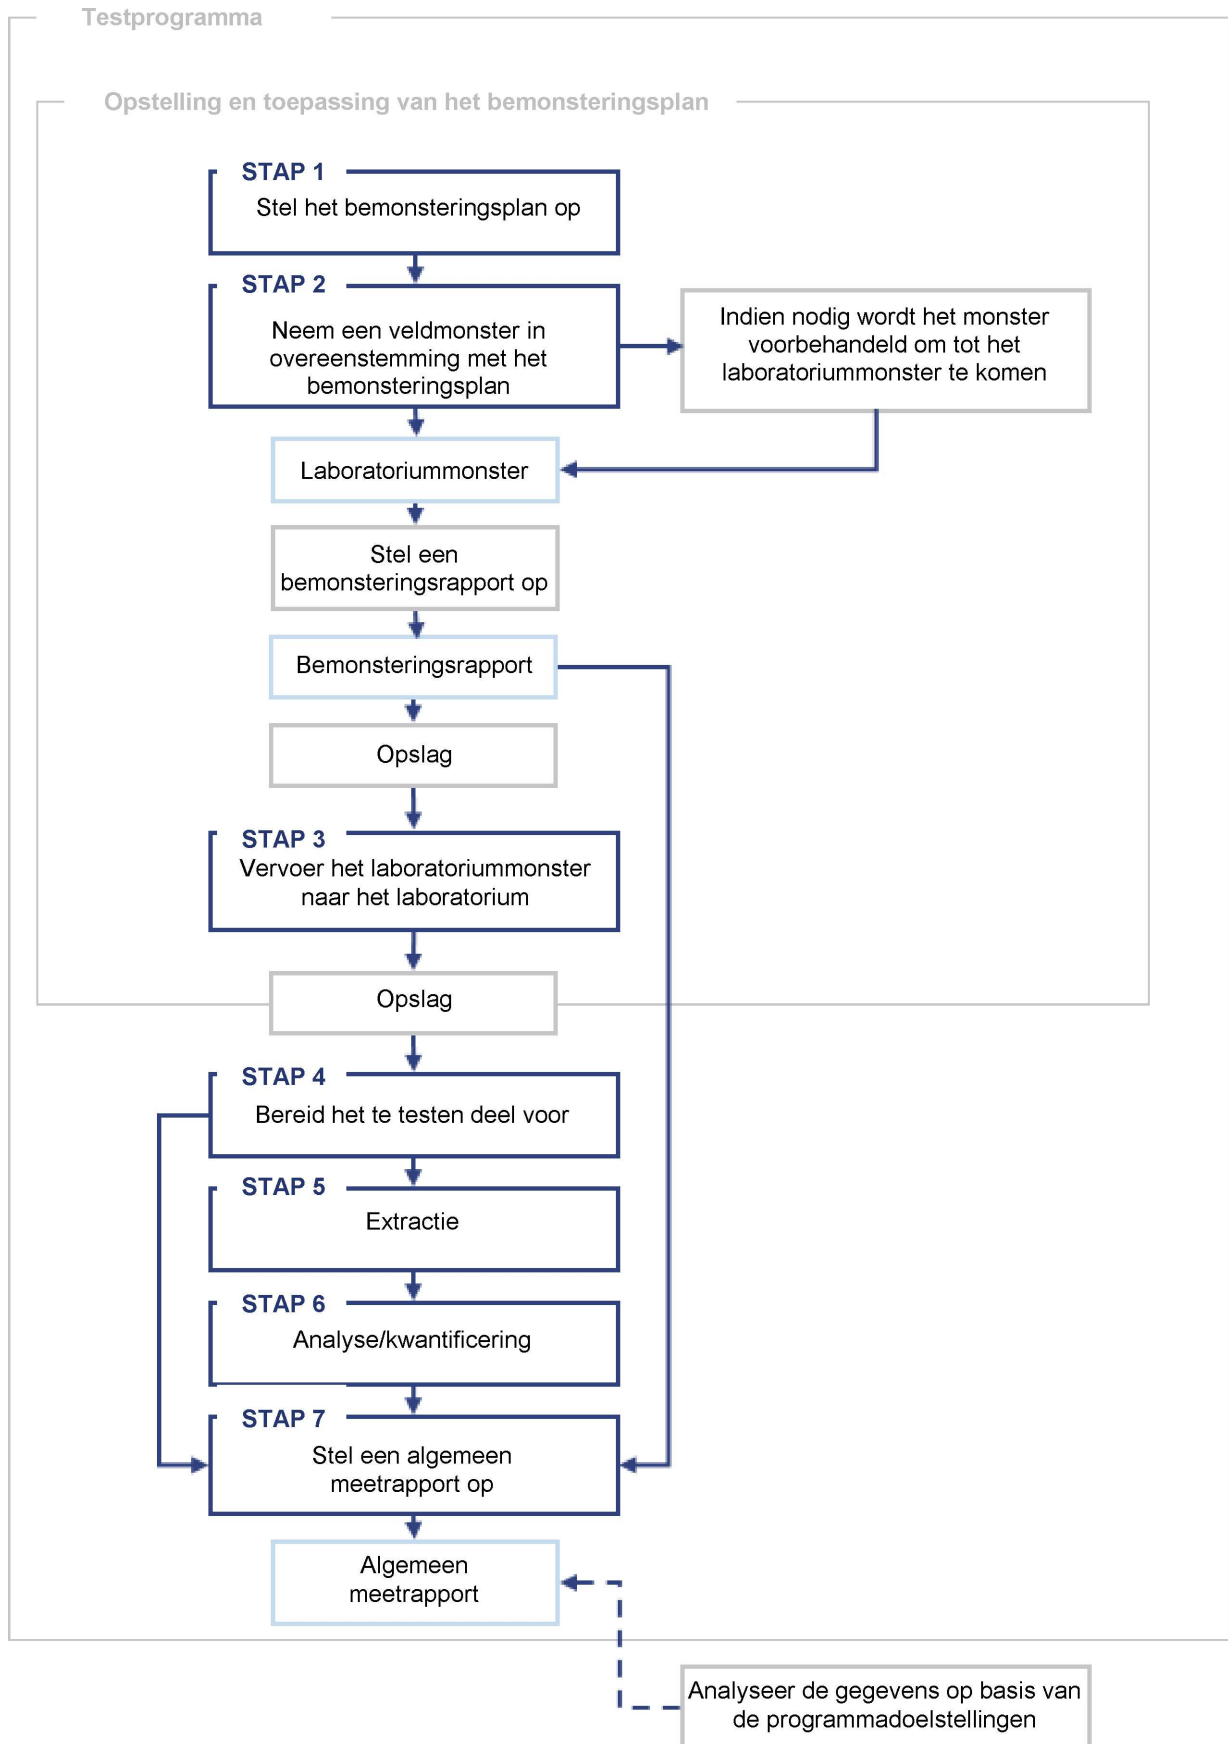 Testprogramma
Opstelling en toepassing van het bemonsteringsplan
STAP 1
Stel het bemonsteringsplan op
STAP 2
Neem een veldmonster in
overeenstemming met het
bemonsteringsplan
Indien nodig wordt het monster
voorbehandeld om tot het
laboratoriummonster te komen
Laboratoriummonster
Stel een
bemonsteringsrapport op
Bemonsteringsrapport
Opslag
STAP 3
Vervoer het laboratoriummonster
naar het laboratorium
Opslag
STAP 4
Bereid het te testen deel voor
STAP 5
Extractie
STAP 6
Analyse/kwantificering
STAP 7
Stel een algemeen
meetrapport op
Algemeen
meetrapport
Analyseer de gegevens op basis van
de programmadoelstellingen